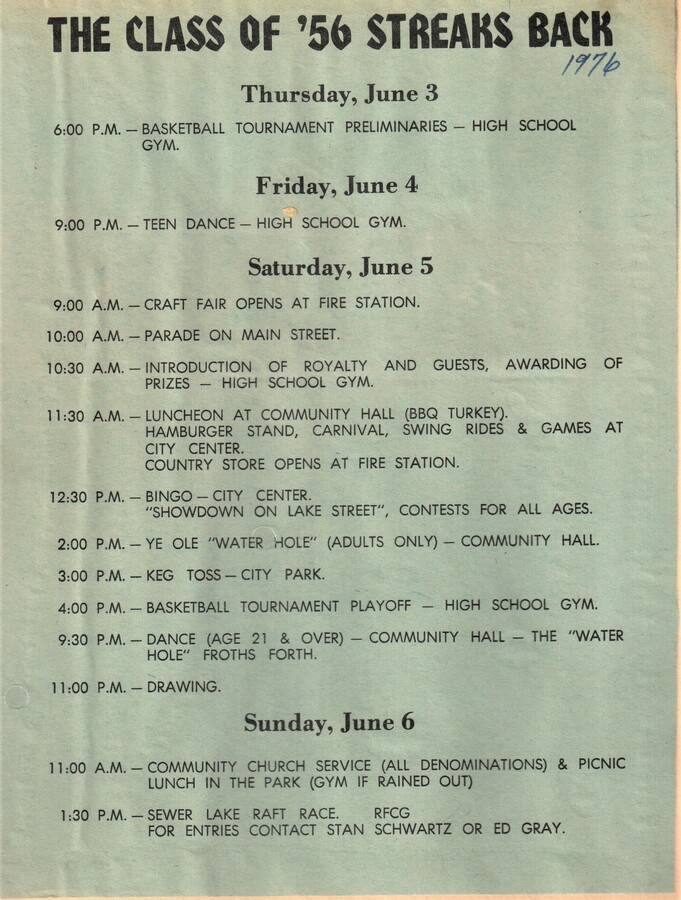 THE CLASS OF '56 STREAKS BACK
1976
Thursday, June 3
6:00 P.M. — BASKETBALL TOURNAMENT PRELIMINARIES — HIGH SCHOOL
GYM.
Friday, June 4
9:00 P.M. — TEEN DANCE — HIGH SCHOOL GYM.
Saturday, June 5
9:00 A.M. — CRAFT FAIR OPENS AT FIRE STATION.
10:00 A.M. — PARADE ON MAIN STREET.
10:30 A.M. — INTRODUCTION OF ROYALTY AND GUESTS, AWARDING OF
PRIZES — HIGH SCHOOL GYM.
11:30 A.M. — LUNCHEON AT COMMUNITY HALL (BBQ TURKEY).
HAMBURGER STAND, CARNIVAL, SWING RIDES & GAMES AT
CITY CENTER.
COUNTRY STORE OPENS AT FIRE STATION.
12:30 P.M. — BINGO — CITY CENTER.
"SHOWDOWN ON LAKE STREET", CONTESTS FOR ALL AGES.
2:00 P.M. — YE OLE "WATER HOLE" (ADULTS ONLY) — COMMUNITY HALL.
3:00 P.M. — KEG TOSS — CITY PARK.
4:00 P.M. — BASKETBALL TOURNAMENT PLAYOFF — HIGH SCHOOL GYM.
9:30 P.M. — DANCE (AGE 21 & OVER) — COMMUNITY HALL — THE "WATER
HOLE" FROTHS FORTH.
11:00 P.M. — DRAWING.
Sunday, June 6
11:00 A.M. — COMMUNITY CHURCH SERVICE (ALL DENOMINATIONS) & PICNIC
LUNCH IN THE PARK (GYM IF RAINED OUT)
1:30 P.M. — SEWER LAKE RAFT RACE. RFCG
FOR ENTRIES CONTACT STAN SCHWARTZ OR ED GRAY.